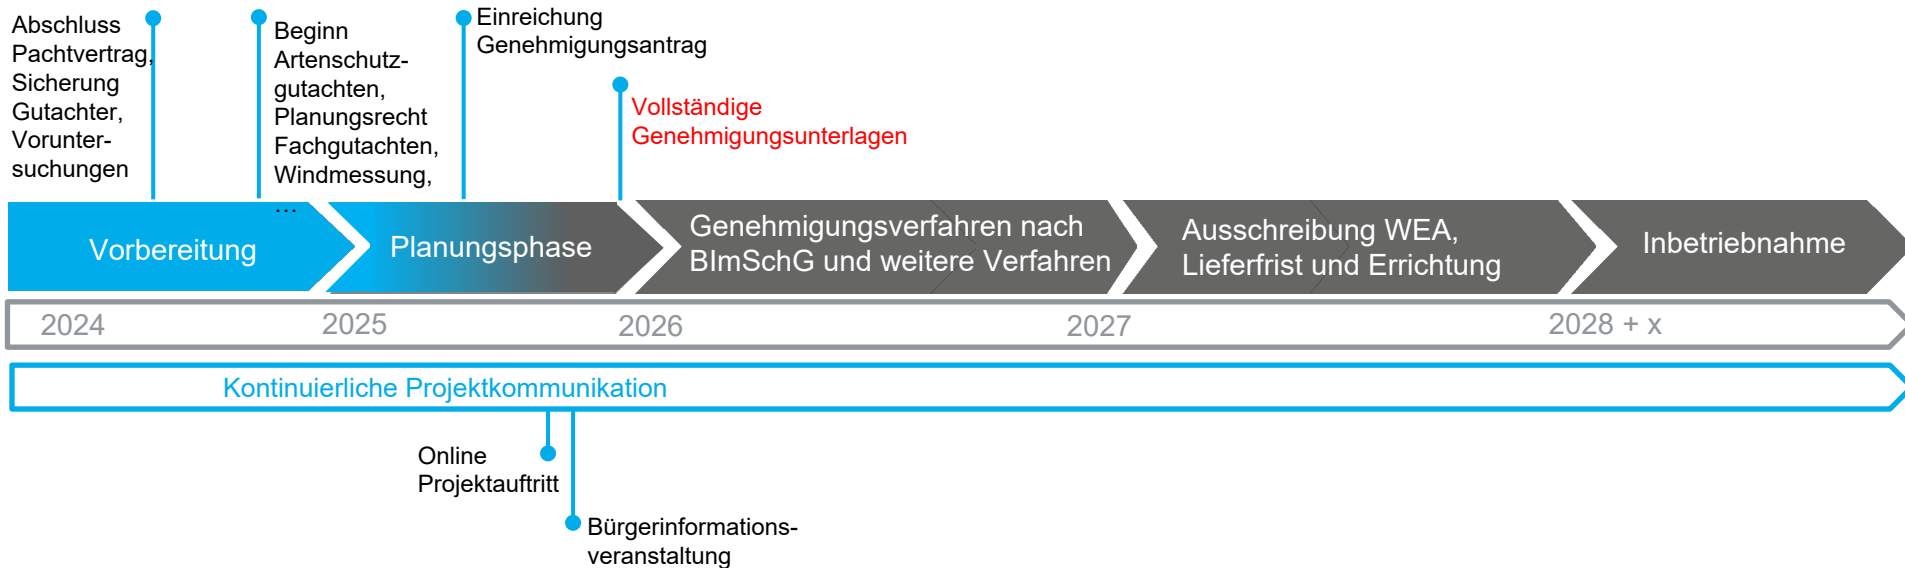 Abschluss
Pachtvertrag,
Sicherung
Gutachter,
Vorunter-
suchungen
Beginn
Artenschutz-
gutachten,
Planungsrecht
Fachgutachten,
Windmessung,
...
Einreichung
Genehmigungsantrag
Vollständige
Genehmigungsunterlagen
Vorbereitung
Planungsphase
Genehmigungsverfahren nach
BImSchG und weitere Verfahren
Ausschreibung WEA,
Lieferfrist und Errichtung
Inbetriebnahme
2024
2025
2026
2027
2028 + x
Kontinuierliche Projektkommunikation
Online
Projektauftritt
Bürgerinformations-
veranstaltung